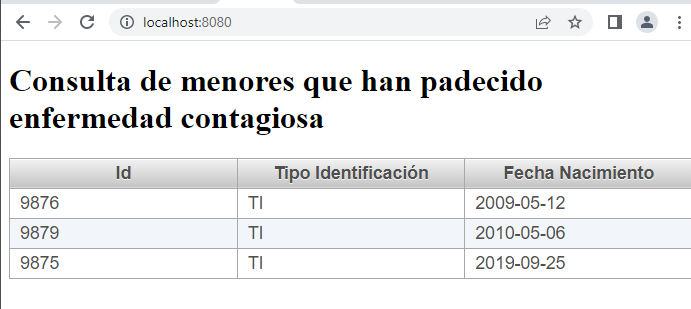 localhost:8080
Consulta de menores que han padecido
enfermedad contagiosa
Id Tipo Identificación Fecha Nacimiento
9876 TI 2009-05-12
9879 TI 2010-05-06
9875 TI 2019-09-25